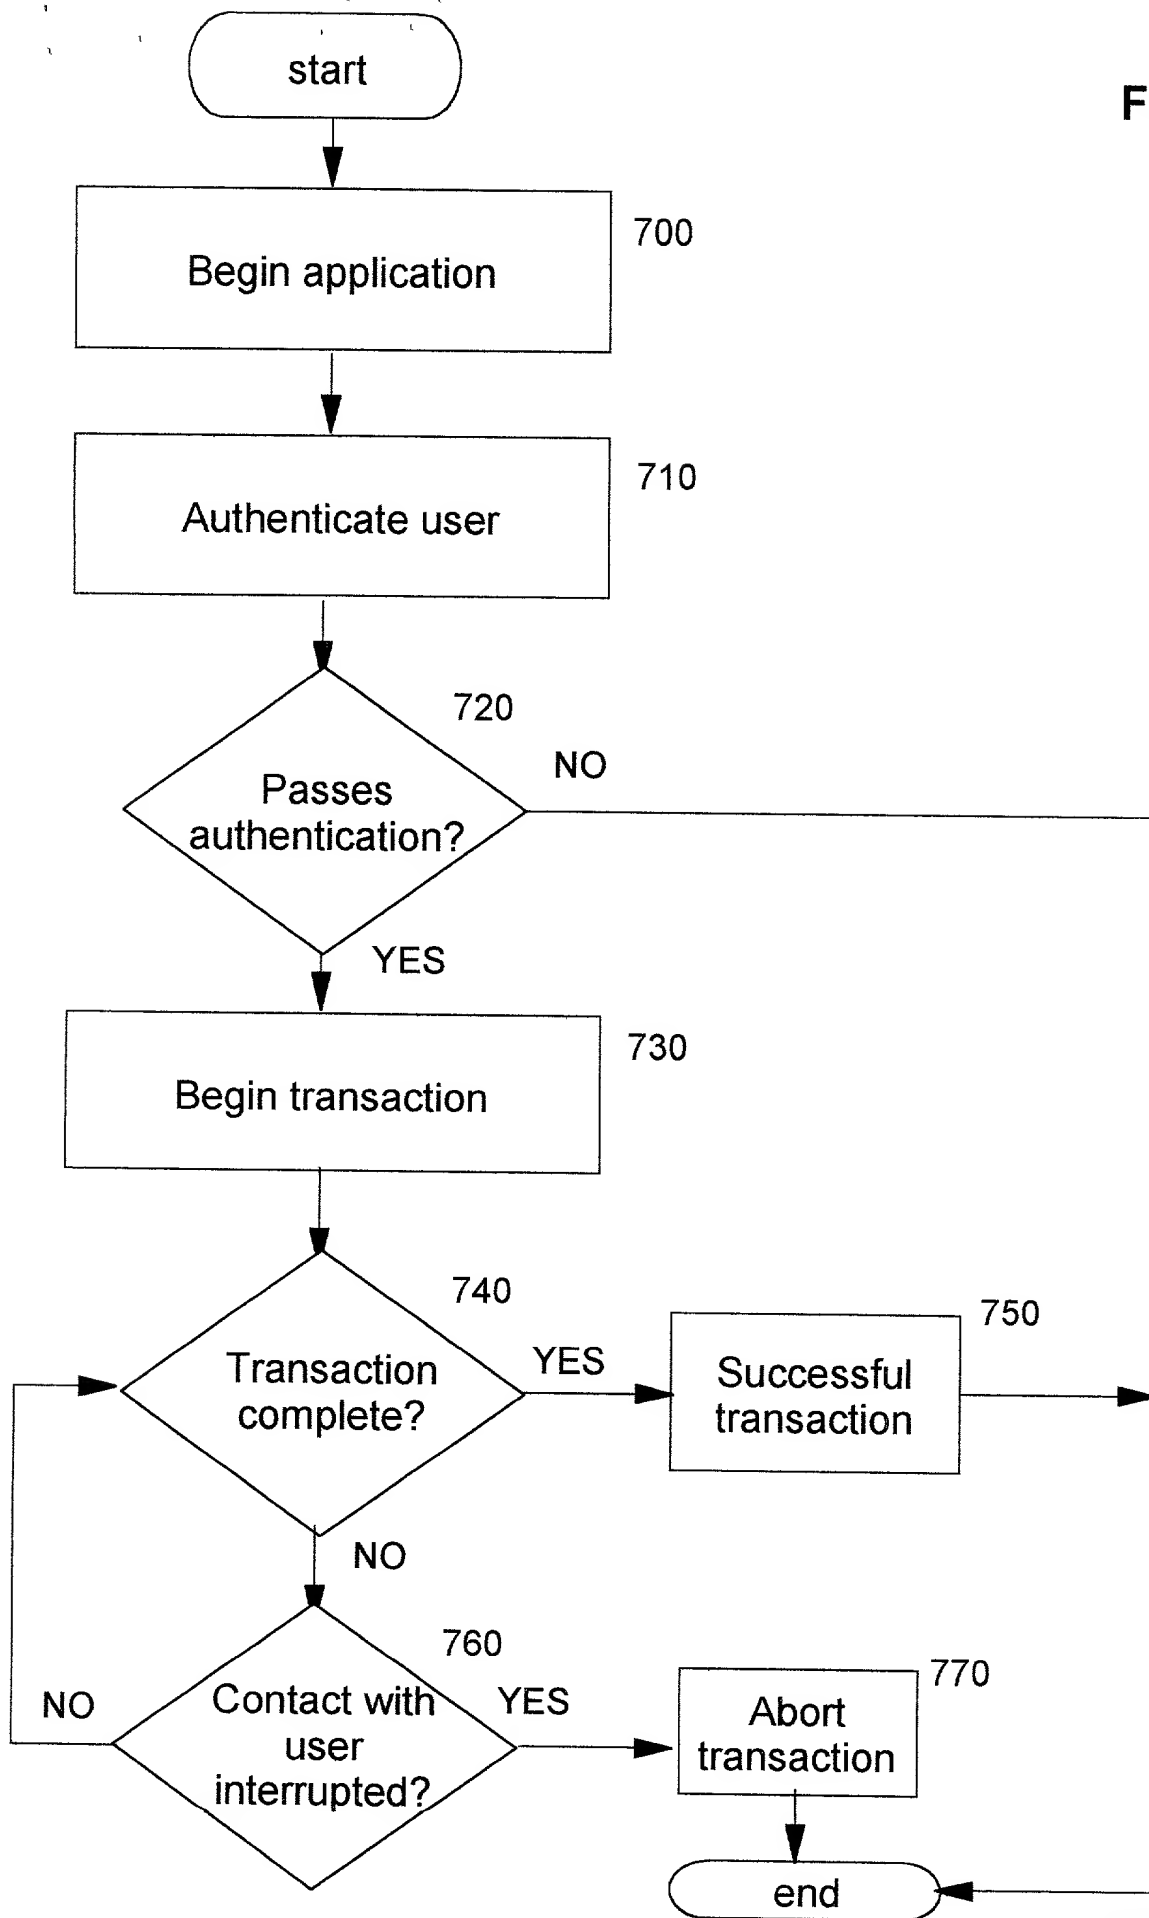 start
F
700
Begin application
710
Authenticate user
720
NO
Passes
authentication?
YES
730
Begin transaction
740
750
Transaction
complete?
YES
Successful
transaction
NO
760
770
NO
Contact with
user
interrupted?
YES
Abort
transaction
end